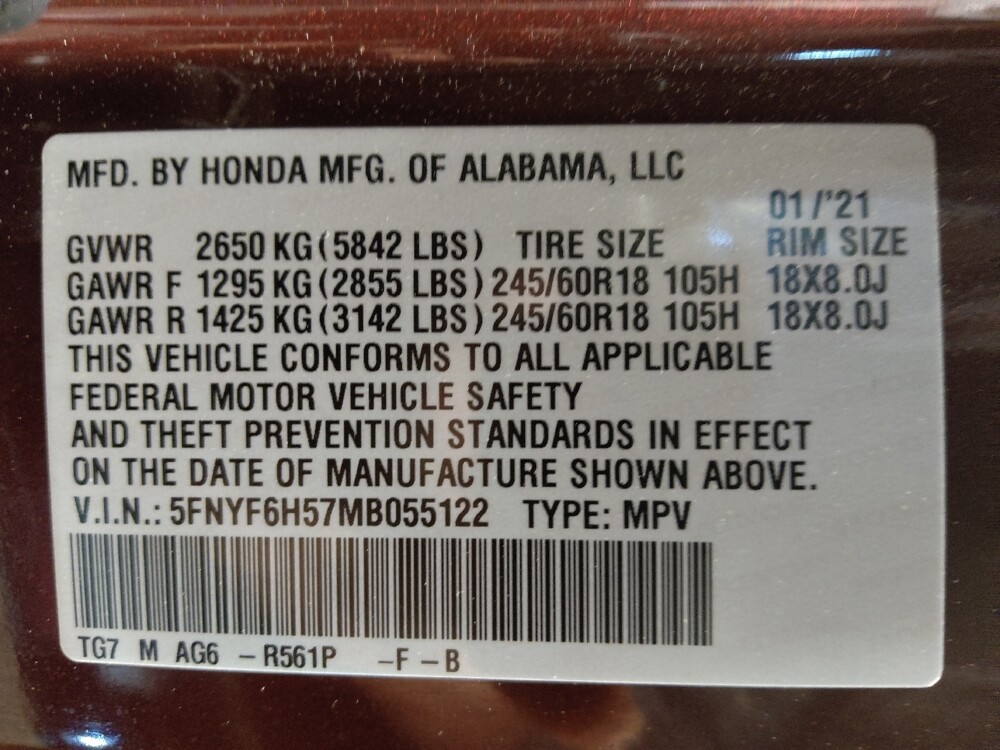 MFD. BY HONDA MFG. OF ALABAMA, LLC
01/'21
GVWR 2650 KG (5842 LBS) TIRE SIZE RIM SIZE
GAWR F 1295 KG (2855 LBS) 245/60R18 105H 18X8.0J
GAWR R 1425 KG (3142 LBS) 245/60R18 105H 18X8.0J
THIS VEHICLE CONFORMS TO ALL APPLICABLE
FEDERAL MOTOR VEHICLE SAFETY
AND THEFT PREVENTION STANDARDS IN EFFECT
ON THE DATE OF MANUFACTURE SHOWN ABOVE.
V.I.N.: 5FNYF6H57MB055122 TYPE: MPV
TG7 M AG6 –R561P –F –B